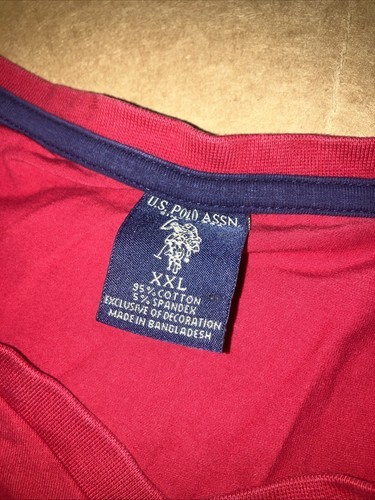 U.S. POLO ASSN.
XXL
95% COTTON
5% SPANDEX
EXCLUSIVE OF DECORATION
MADE IN BANGLADESH